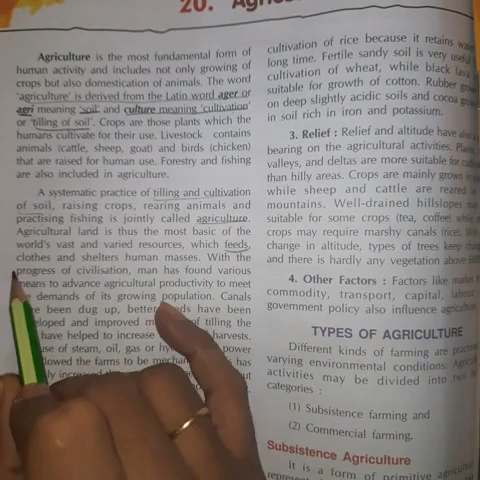 20.
Agriculture is the most fundamental form of
human activity and includes not only growing of
crops but also domestication of animals. The word
'agriculture' is derived from the Latin word ager or
agri meaning 'soil' and culture meaning 'cultivation'
or 'tilling of soil'. Crops are those plants which the
humans cultivate for their use. Livestock contains
animals (cattle, sheep, goat) and birds (chicken)
that are raised for human use. Forestry and fishing
are also included in agriculture.
A systematic practice of tilling and cultivation
of soil, raising crops, rearing animals and
practising fishing is jointly called agriculture.
Agricultural land is thus the most basic of the
world's vast and varied resources, which feeds,
clothes and shelters human masses. With the
progress of civilisation, man has found various
means to advance agricultural productivity to meet
demands of its growing population. Canals
been dug up, better have been
and improved of tilling the
have helped to increase harvests.
use of steam, oil, gas or power
the farms to be has
cultivation of rice because it retains
long time. Fertile sandy soil is very useful
cultivation of wheat, while black
suitable for growth of cotton. Rubber
on deep slightly acidic soils and cocoa
in soil rich in iron and potassium.
3. Relief : Relief and altitude have
bearing on the agricultural activities.
valleys, and deltas are more suitable for
than hilly areas. Crops are mainly grown
while sheep and cattle are reared
mountains. Well-drained hillslopes
suitable for some crops (tea, coffee) while
crops may require marshy canals (rice). With
change in altitude, types of trees keep
and there is hardly any vegetation above
4. Other Factors : Factors like market
commodity, transport, capital, labour
government policy also influence
TYPES OF AGRICULTURE
Different kinds of farming are
varying environmental conditions.
activities may be divided into two
categories :
(1) Subsistence farming and
(2) Commercial farming.
Subsistence Agriculture
It is a form of primitive